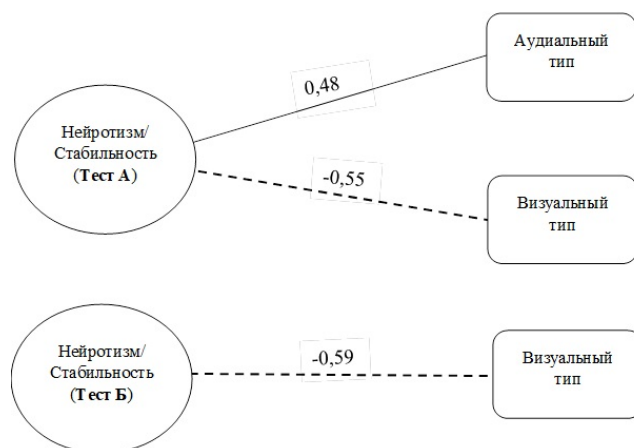 Аудиальный
тип
0,48
Нейротизм/
Стабильность
(Тест А)
-0,55
Визуальный
тип
Нейротизм/
Стабильность
(Тест Б)
-0,59
Визуальный
тип